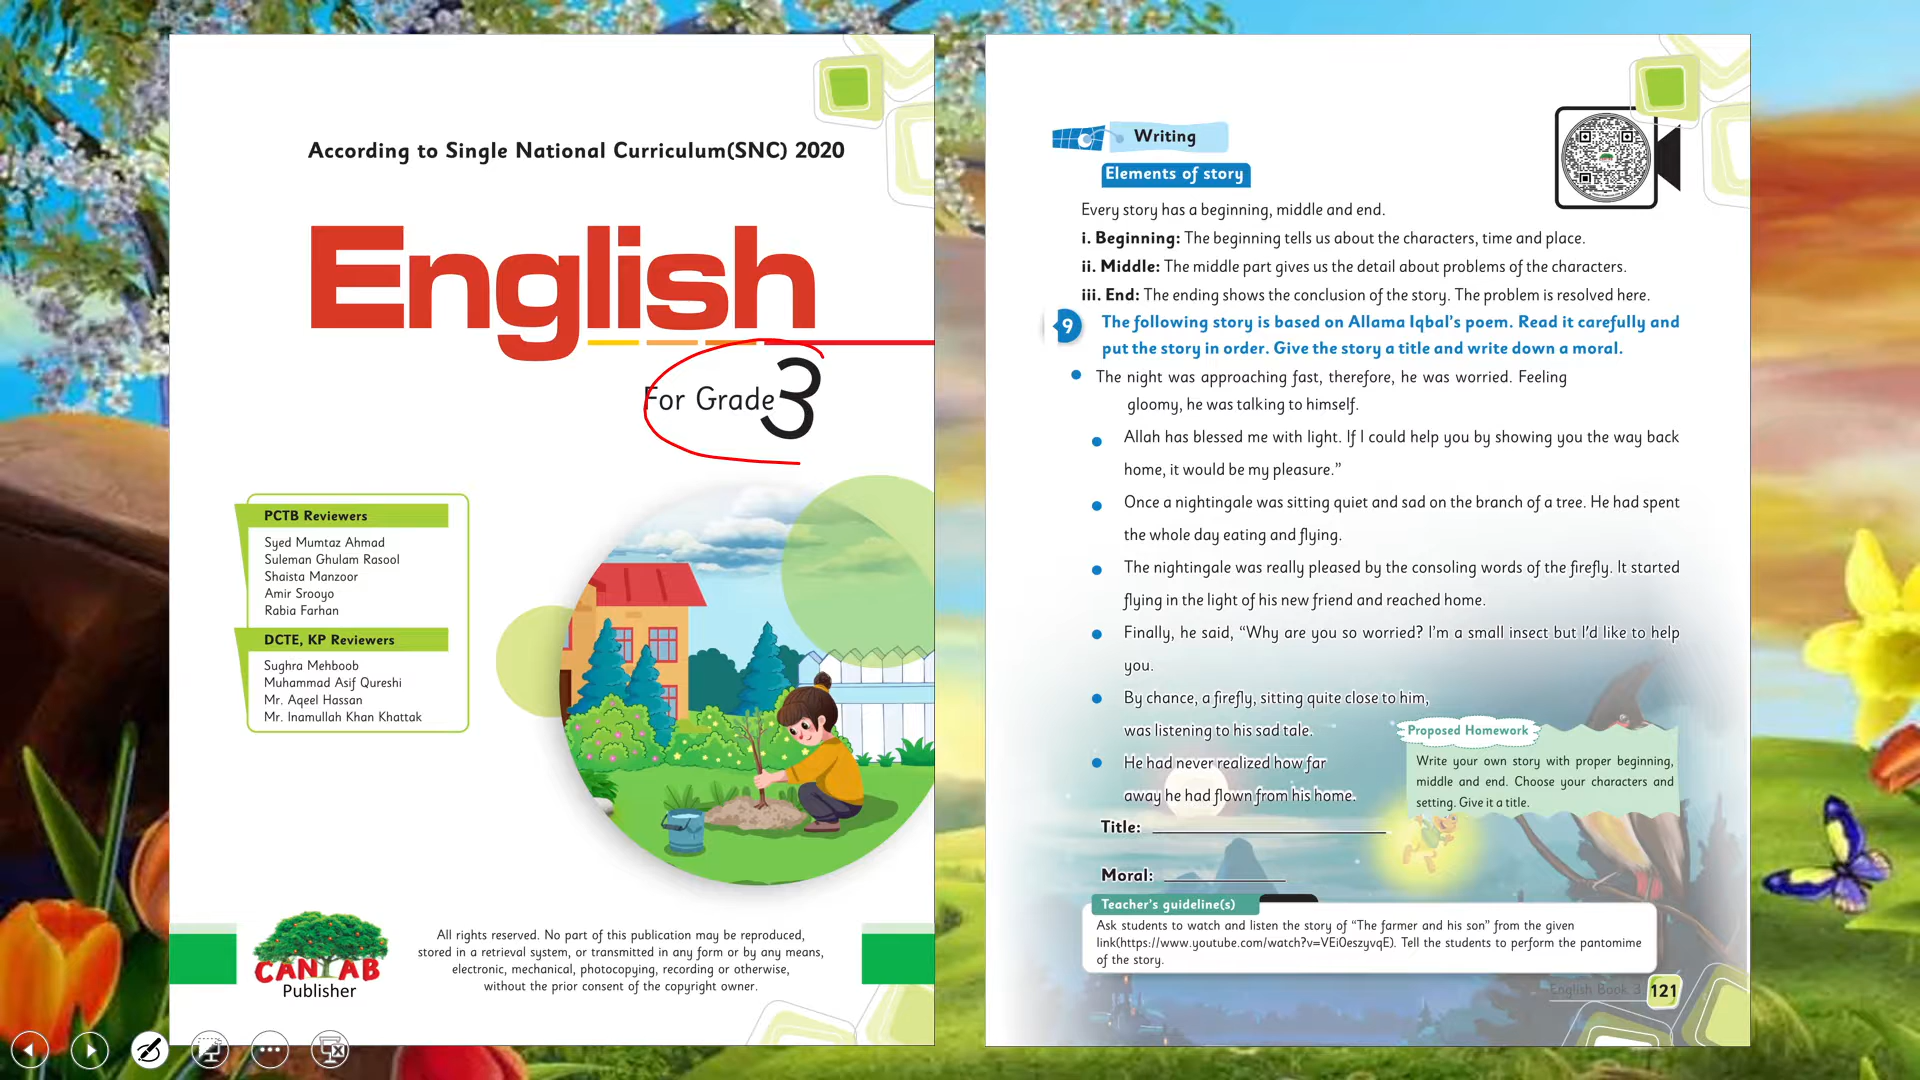 According to Single National Curriculum(SNC) 2020
English
For Grade 3
PCTB Reviewers
Syed Mumtaz Ahmad
Suleman Ghulam Rasool
Shaista Manzoor
Amir Srooyo
Rabia Farhan
DCTE, KP Reviewers
Sughra Mehboob
Muhammad Asif Qureshi
Mr. Aqeel Hassan
Mr. Inamullah Khan Khattak
CANTAB
Publisher
All rights reserved. No part of this publication may be reproduced,
stored in a retrieval system, or transmitted in any form or by any means,
electronic, mechanical, photocopying, recording or otherwise,
without the prior consent of the copyright owner.
Writing
Elements of story
Every story has a beginning, middle and end.
i. Beginning: The beginning tells us about the characters, time and place.
ii. Middle: The middle part gives us the detail about problems of the characters.
iii. End: The ending shows the conclusion of the story. The problem is resolved here.
9 The following story is based on Allama Iqbal's poem. Read it carefully and
put the story in order. Give the story a title and write down a moral.
• The night was approaching fast, therefore, he was worried. Feeling
gloomy, he was talking to himself.
• Allah has blessed me with light. If I could help you by showing you the way back
home, it would be my pleasure.”
• Once a nightingale was sitting quiet and sad on the branch of a tree. He had spent
the whole day eating and flying.
• The nightingale was really pleased by the consoling words of the firefly. It started
flying in the light of his new friend and reached home.
• Finally, he said, “Why are you so worried? I'm a small insect but I'd like to help
you.
• By chance, a firefly, sitting quite close to him,
was listening to his sad tale.
• He had never realized how far
away he had flown from his home.
Proposed Homework
Write your own story with proper beginning,
middle and end. Choose your characters and
setting. Give it a title.
Title:
Moral:
Teacher's guideline(s)
Ask students to watch and listen the story of “The farmer and his son” from the given
link(https://www.youtube.com/watch?v=VEi0eszyvqE). Tell the students to perform the pantomime
of the story.
English Book 3 121